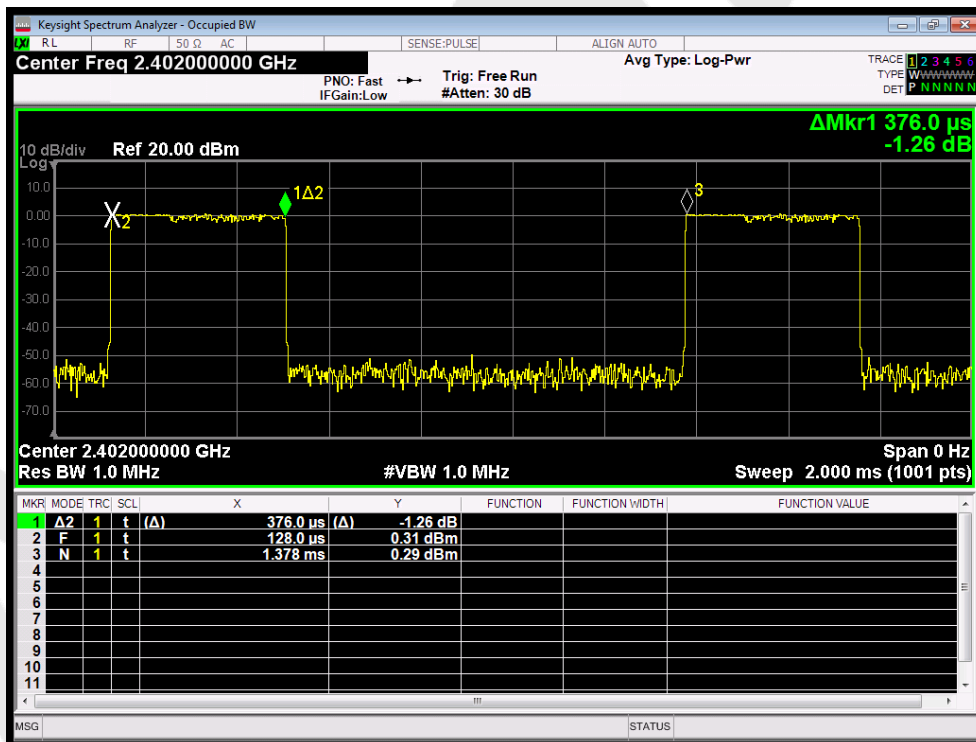 Keysight Spectrum Analyzer - Occupied BW
LXI RL RF 50 Ω AC SENSE:PULSE ALIGN AUTO
Center Freq 2.402000000 GHz Avg Type: Log-Pwr TRACE 1 2 3 4 5 6
PNO: Fast Trig: Free Run TYPE WWWWWW
IFGain:Low #Atten: 30 dB DET P N N N N N
ΔMkr1 376.0 µs
10 dB/div Ref 20.00 dBm -1.26 dB
Log
10.0
1Δ2 3
0.00
2
-10.0
-20.0
-30.0
-40.0
-50.0
-60.0
-70.0
Center 2.402000000 GHz Span 0 Hz
Res BW 1.0 MHz #VBW 1.0 MHz Sweep 2.000 ms (1001 pts)
MKR MODE TRC SCL X Y FUNCTION FUNCTION WIDTH FUNCTION VALUE
1 Δ2 1 t (Δ) 376.0 µs (Δ) -1.26 dB
2 F 1 t 128.0 µs 0.31 dBm
3 N 1 t 1.378 ms 0.29 dBm
4
5
6
7
8
9
10
11
MSG STATUS